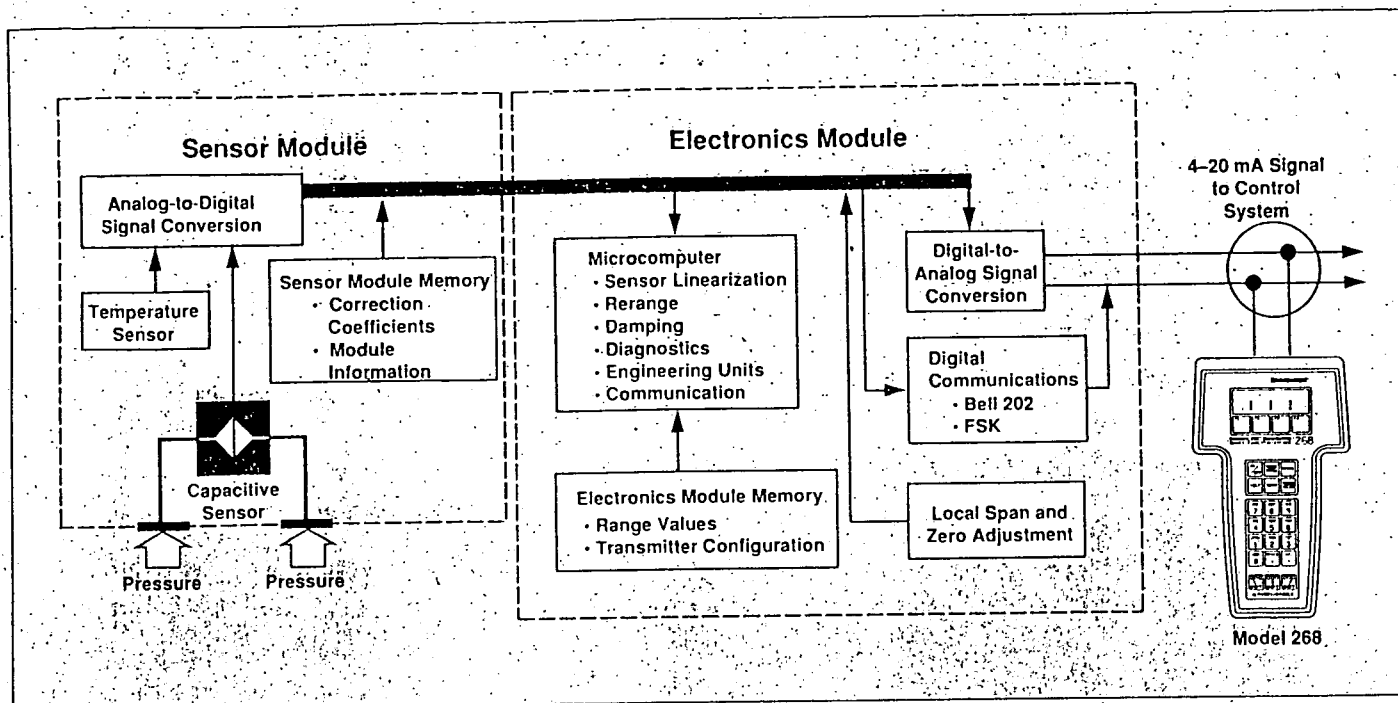 Sensor Module
Analog-to-Digital
Signal Conversion
Temperature
Sensor
Sensor Module Memory
• Correction
Coefficients
• Module
Information
Capacitive
Sensor
Pressure
Pressure
Electronics Module
Microcomputer
• Sensor Linearization
• Rerange
• Damping
• Diagnostics
• Engineering Units
• Communication
Electronics Module Memory
• Range Values
• Transmitter Configuration
Digital-to-
Analog Signal
Conversion
Digital
Communications
• Bell 202
• FSK
Local Span and
Zero Adjustment
4–20 mA Signal
to Control
System
268
Model 268